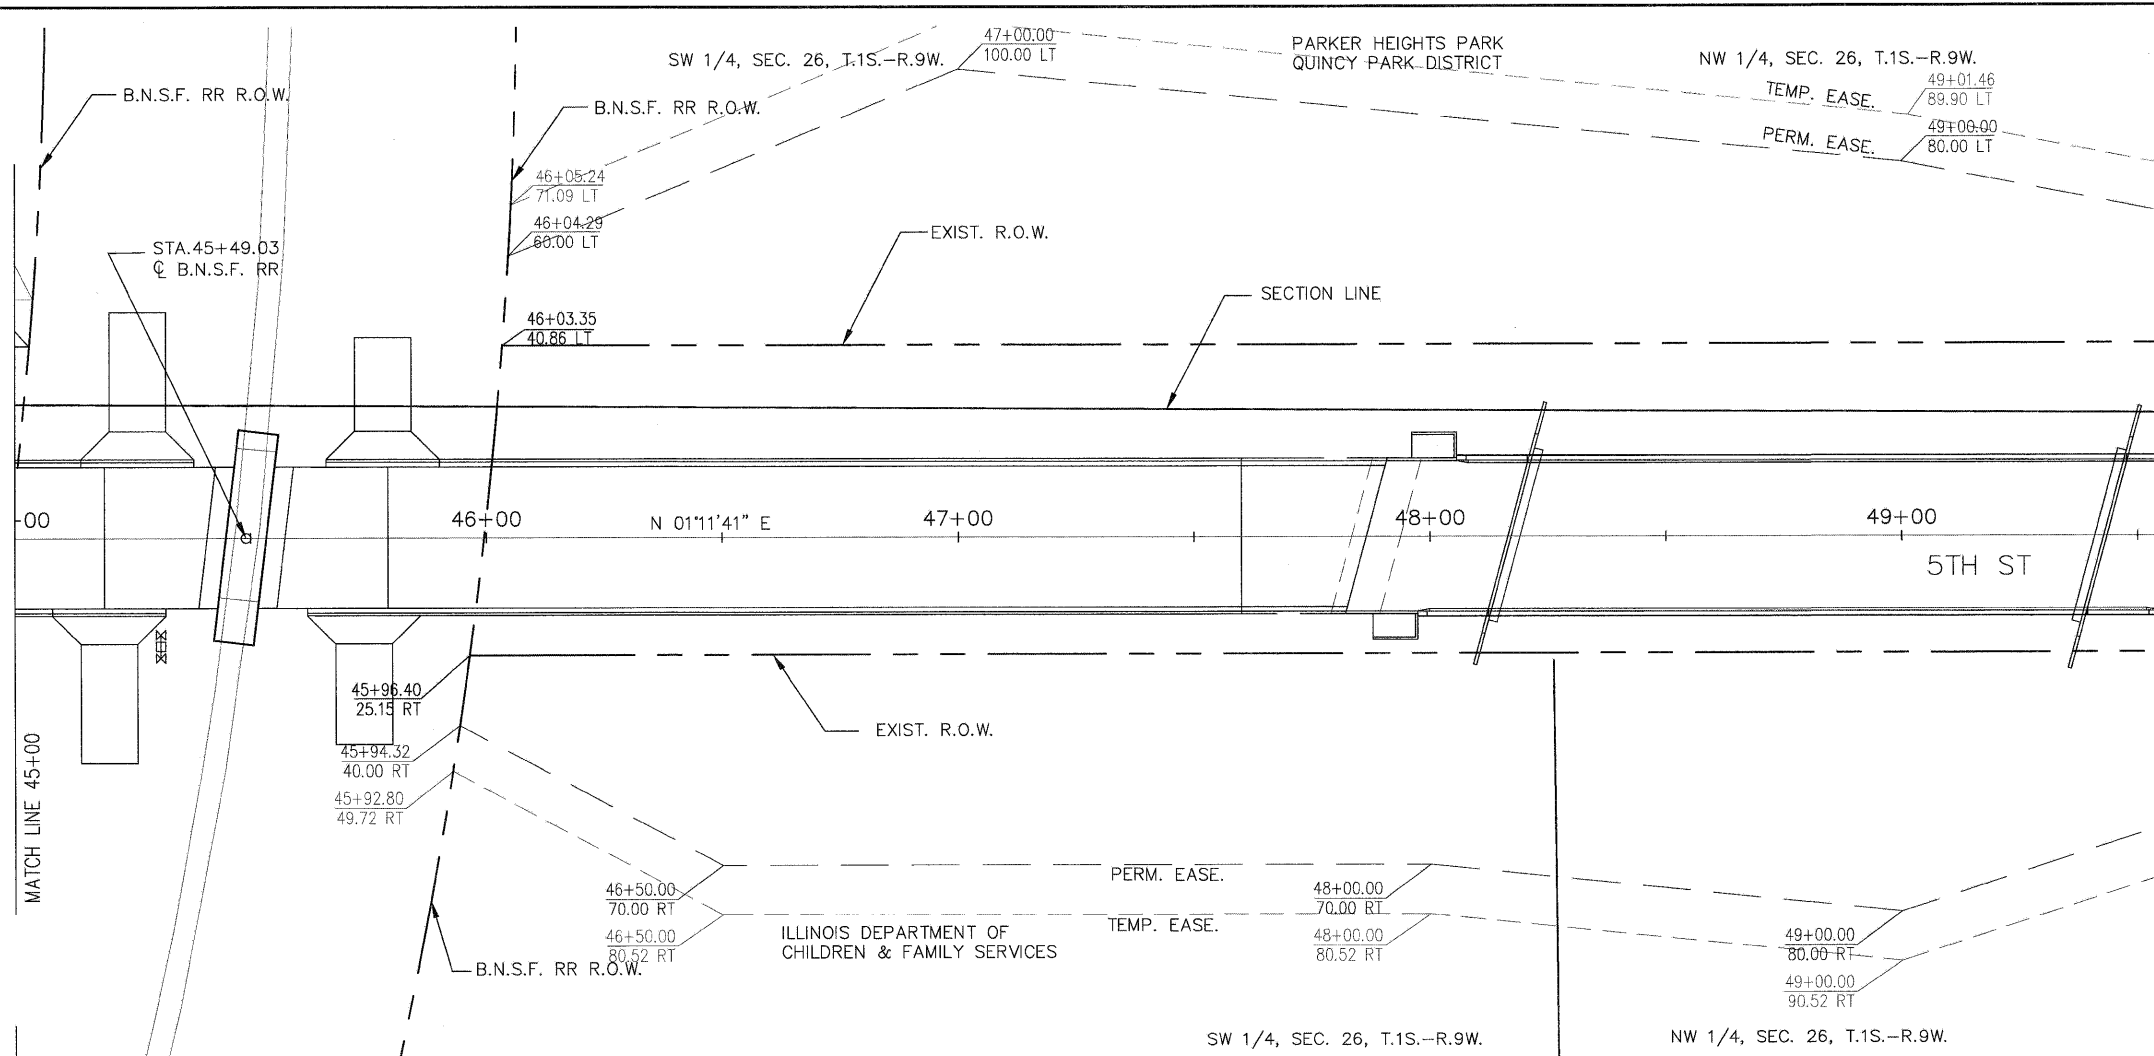 47+00.00
100.00 LT
PARKER HEIGHTS PARK
QUINCY PARK DISTRICT
SW 1/4, SEC. 26, T.1S.-R.9W.
NW 1/4, SEC. 26, T.1S.-R.9W.
TEMP. EASE.
49+01.46
89.90 LT
B.N.S.F. RR R.O.W.
B.N.S.F. RR R.O.W.
PERM. EASE.
49+00.00
80.00 LT
46+05.24
71.09 LT
46+04.29
60.00 LT
EXIST. R.O.W.
STA.45+49.03
℄ B.N.S.F. RR
SECTION LINE
46+03.35
40.86 LT
+00
46+00
N 01°11'41" E
47+00
48+00
49+00
5TH ST
45+96.40
25.15 RT
EXIST. R.O.W.
MATCH LINE 45+00
45+94.32
40.00 RT
45+92.80
49.72 RT
PERM. EASE.
46+50.00
70.00 RT
48+00.00
70.00 RT
TEMP. EASE.
46+50.00
80.52 RT
ILLINOIS DEPARTMENT OF
CHILDREN & FAMILY SERVICES
48+00.00
80.52 RT
49+00.00
80.00 RT
B.N.S.F. RR R.O.W.
49+00.00
90.52 RT
SW 1/4, SEC. 26, T.1S.-R.9W.
NW 1/4, SEC. 26, T.1S.-R.9W.